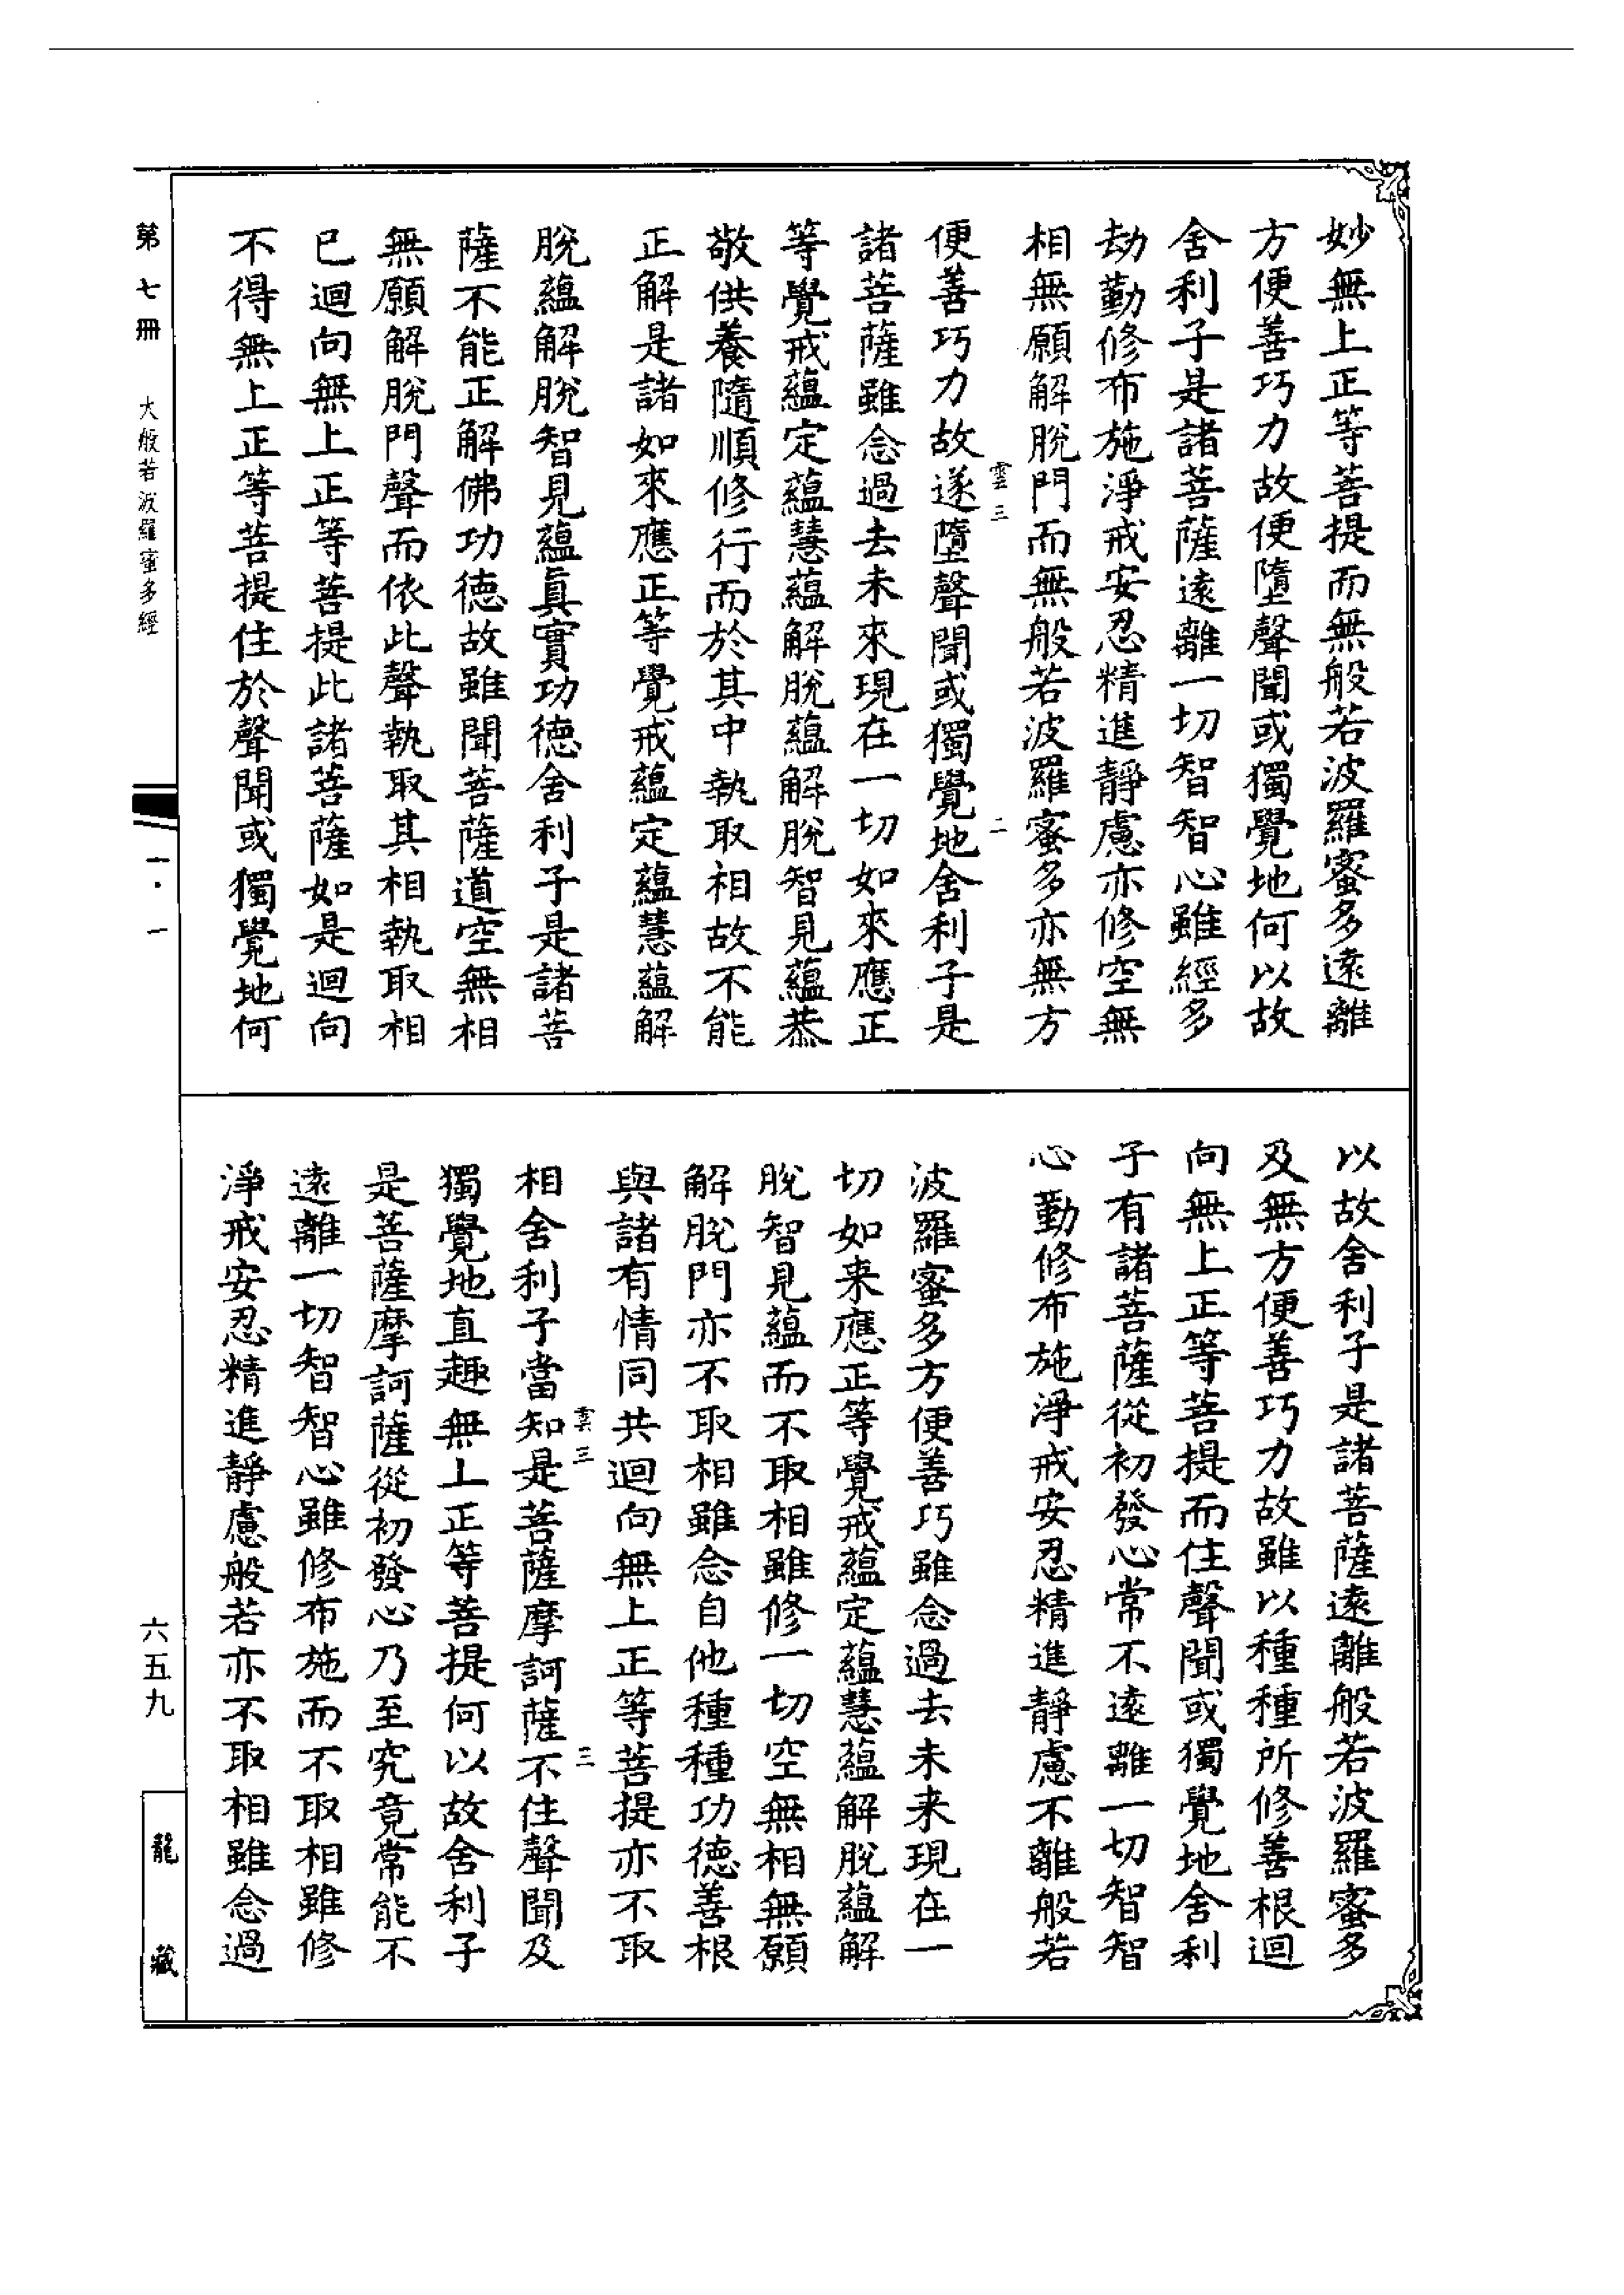 妙無上正等菩提而無般若波羅蜜多遠離
方便善巧力故便墮聲聞或獨覺地何以故
舍利子是諸菩薩遠離一切智智心雖經多
劫勤修布施淨戒安忍精進靜慮亦修空無
相無願解脫門而無般若波羅蜜多亦無方
雲三
二
便善巧力故遂墮聲聞或獨覺地舍利子是
諸菩薩雖念過去未來現在一切如來應正
等覺戒蘊定蘊慧蘊解脫蘊解脫智見蘊恭
敬供養隨順修行而於其中執取相故不能
正解是諸如來應正等覺戒蘊定蘊慧蘊解
脫蘊解脫智見蘊真實功德舍利子是諸菩
薩不能正解佛功德故雖聞菩薩道空無相
無願解脫門聲而依此聲執取其相執取相
已迴向無上正等菩提此諸菩薩如是迴向
不得無上正等菩提住於聲聞或獨覺地何
以故舍利子是諸菩薩遠離般若波羅蜜多
及無方便善巧力故雖以種種所修善根迴
向無上正等菩提而住聲聞或獨覺地舍利
子有諸菩薩從初發心常不遠離一切智智
心勤修布施淨戒安忍精進靜慮不離般若
波羅蜜多方便善巧雖念過去未来現在一
切如来應正等覺戒蘊定蘊慧蘊解脫蘊解
脫智見蘊而不取相雖修一切空無相無願
解脫門亦不取相雖念自他種種功德善根
與諸有情同共迴向無上正等菩提亦不取
雲三
三
相舍利子當知是菩薩摩訶薩不住聲聞及
獨覺地直趣無上正等菩提何以故舍利子
是菩薩摩訶薩從初發心乃至究竟常能不
遠離一切智智心雖修布施而不取相雖修
淨戒安忍精進靜慮般若亦不取相雖念過
第七冊
大般若波羅蜜多經
一·一
六五九
龍藏